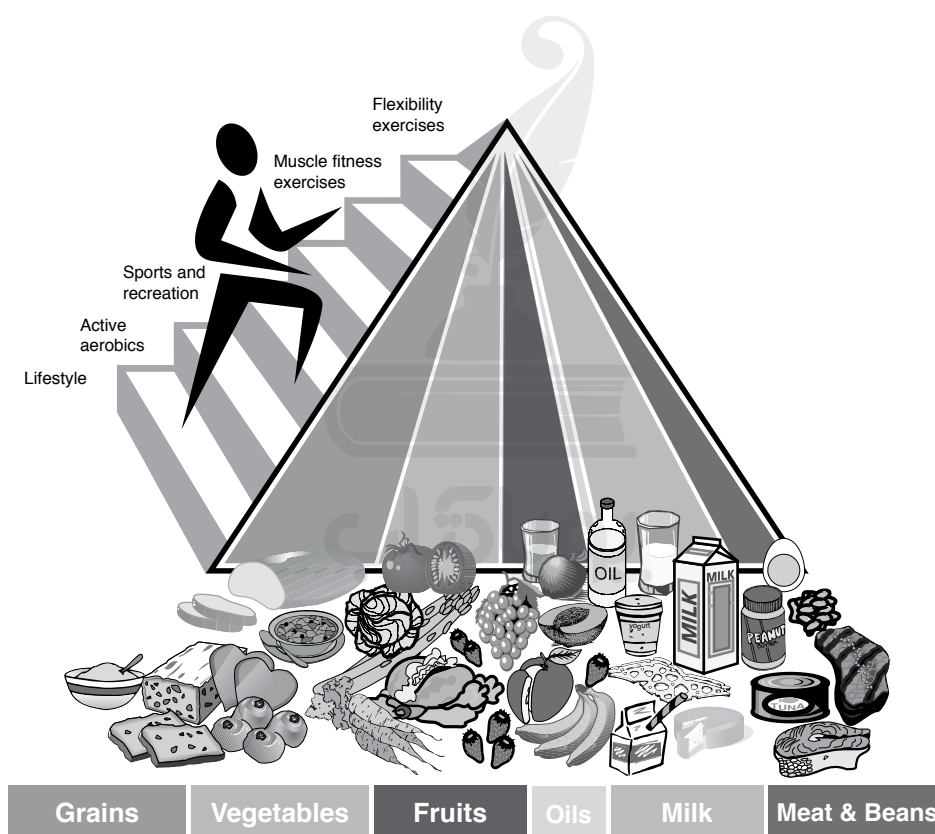 Flexibility
exercises
Muscle fitness
exercises
Sports and
recreation
Active
aerobics
Lifestyle
OIL
MILK
MILK
yogurt
PEANUT
TUNA
Grains
Vegetables
Fruits
Oils
Milk
Meat & Beans